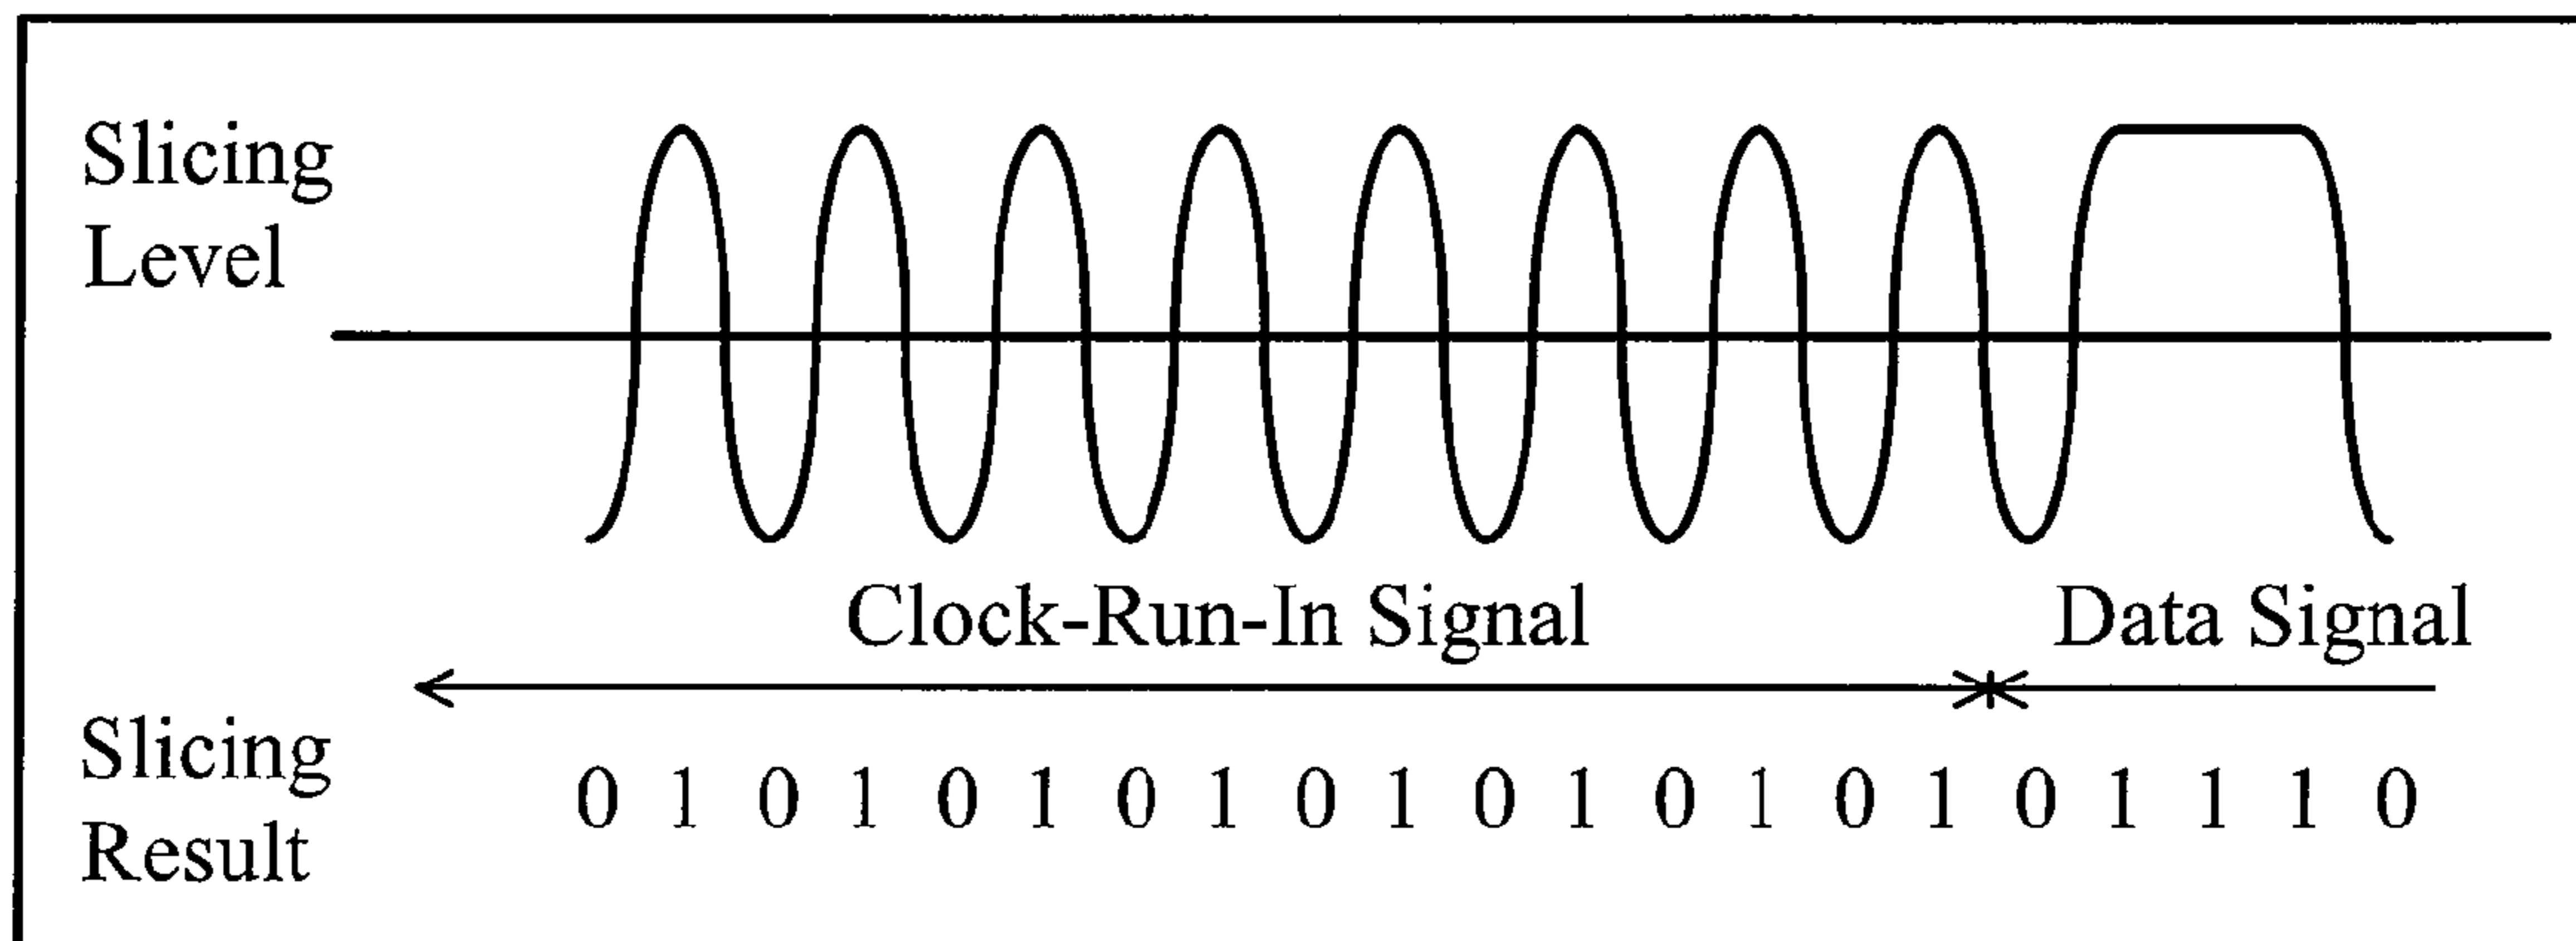 Slicing
Level
Clock-Run-In Signal Data Signal
Slicing
Result
0 1 0 1 0 1 0 1 0 1 0 1 0 1 0 1 0 1 1 1 0